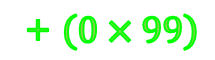 + (0 × 99)